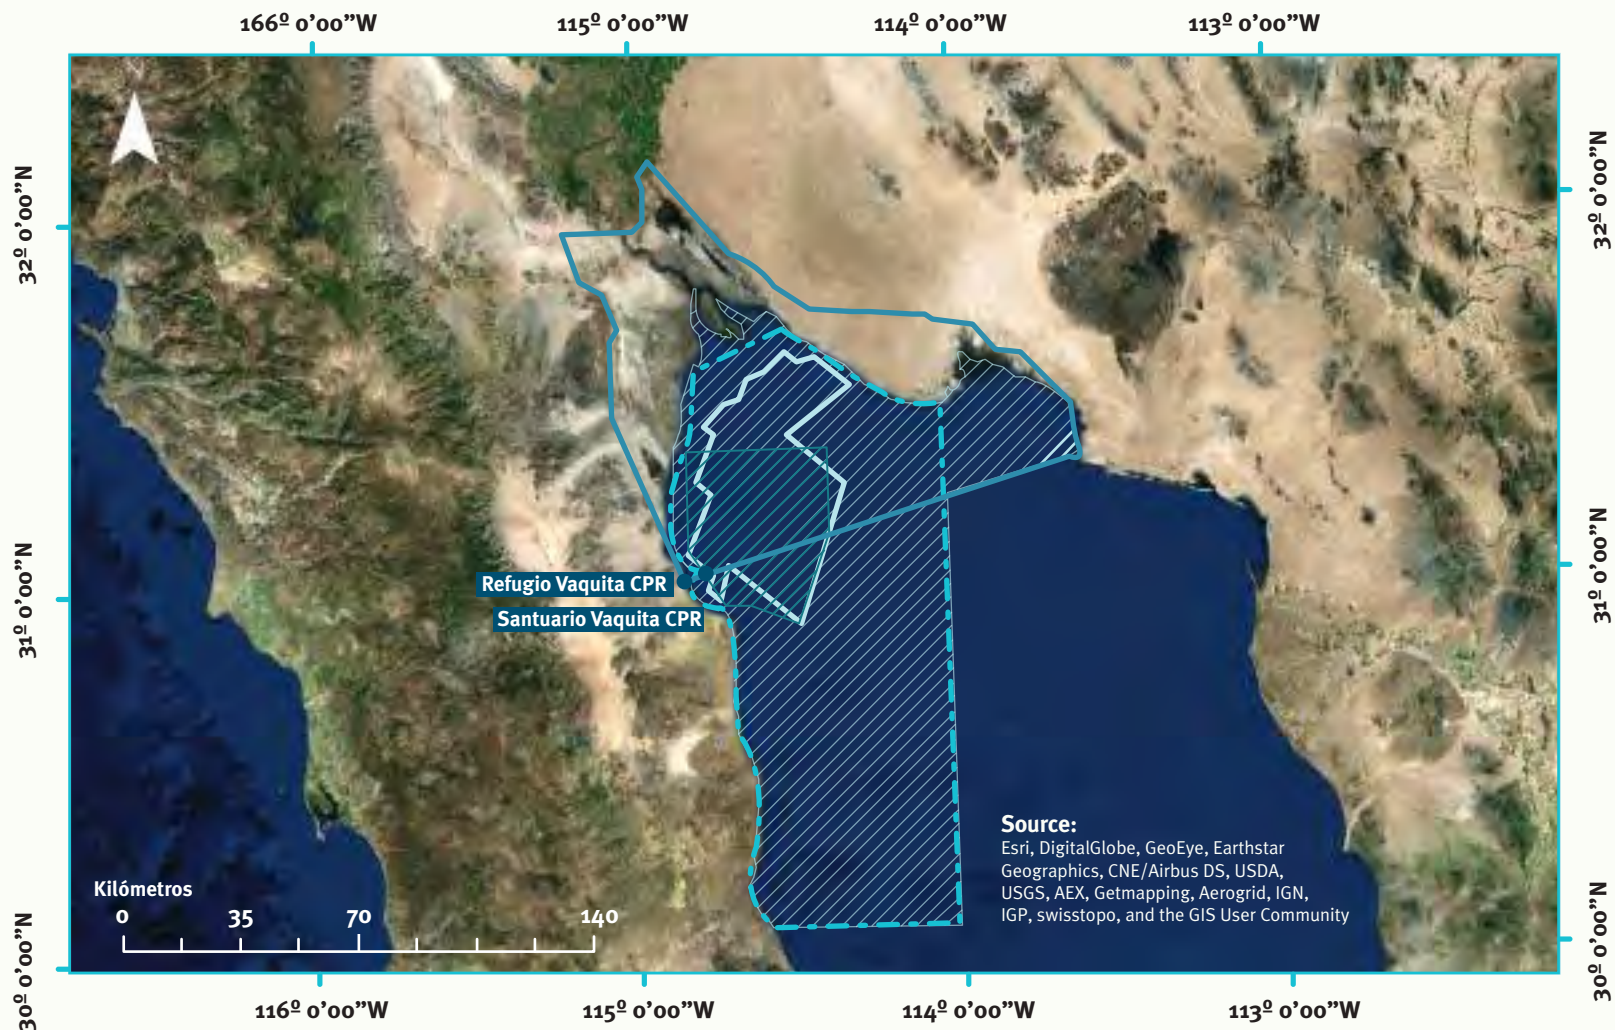 166º 0’00”W
115º 0’00”W
114º 0’00”W
113º 0’00”W
32º 0’00”N
32º 0’00”N
31º 0’00”N
31º 0’00”N
30º 0’00”N
30º 0’00”N
Refugio Vaquita CPR
Santuario Vaquita CPR
Source:
Esri, DigitalGlobe, GeoEye, Earthstar
Geographics, CNE/Airbus DS, USDA,
USGS, AEX, Getmapping, Aerogrid, IGN,
IGP, swisstopo, and the GIS User Community
Kilómetros
0 35 70 140
116º 0’00”W
115º 0’00”W
114º 0’00”W
113º 0’00”W